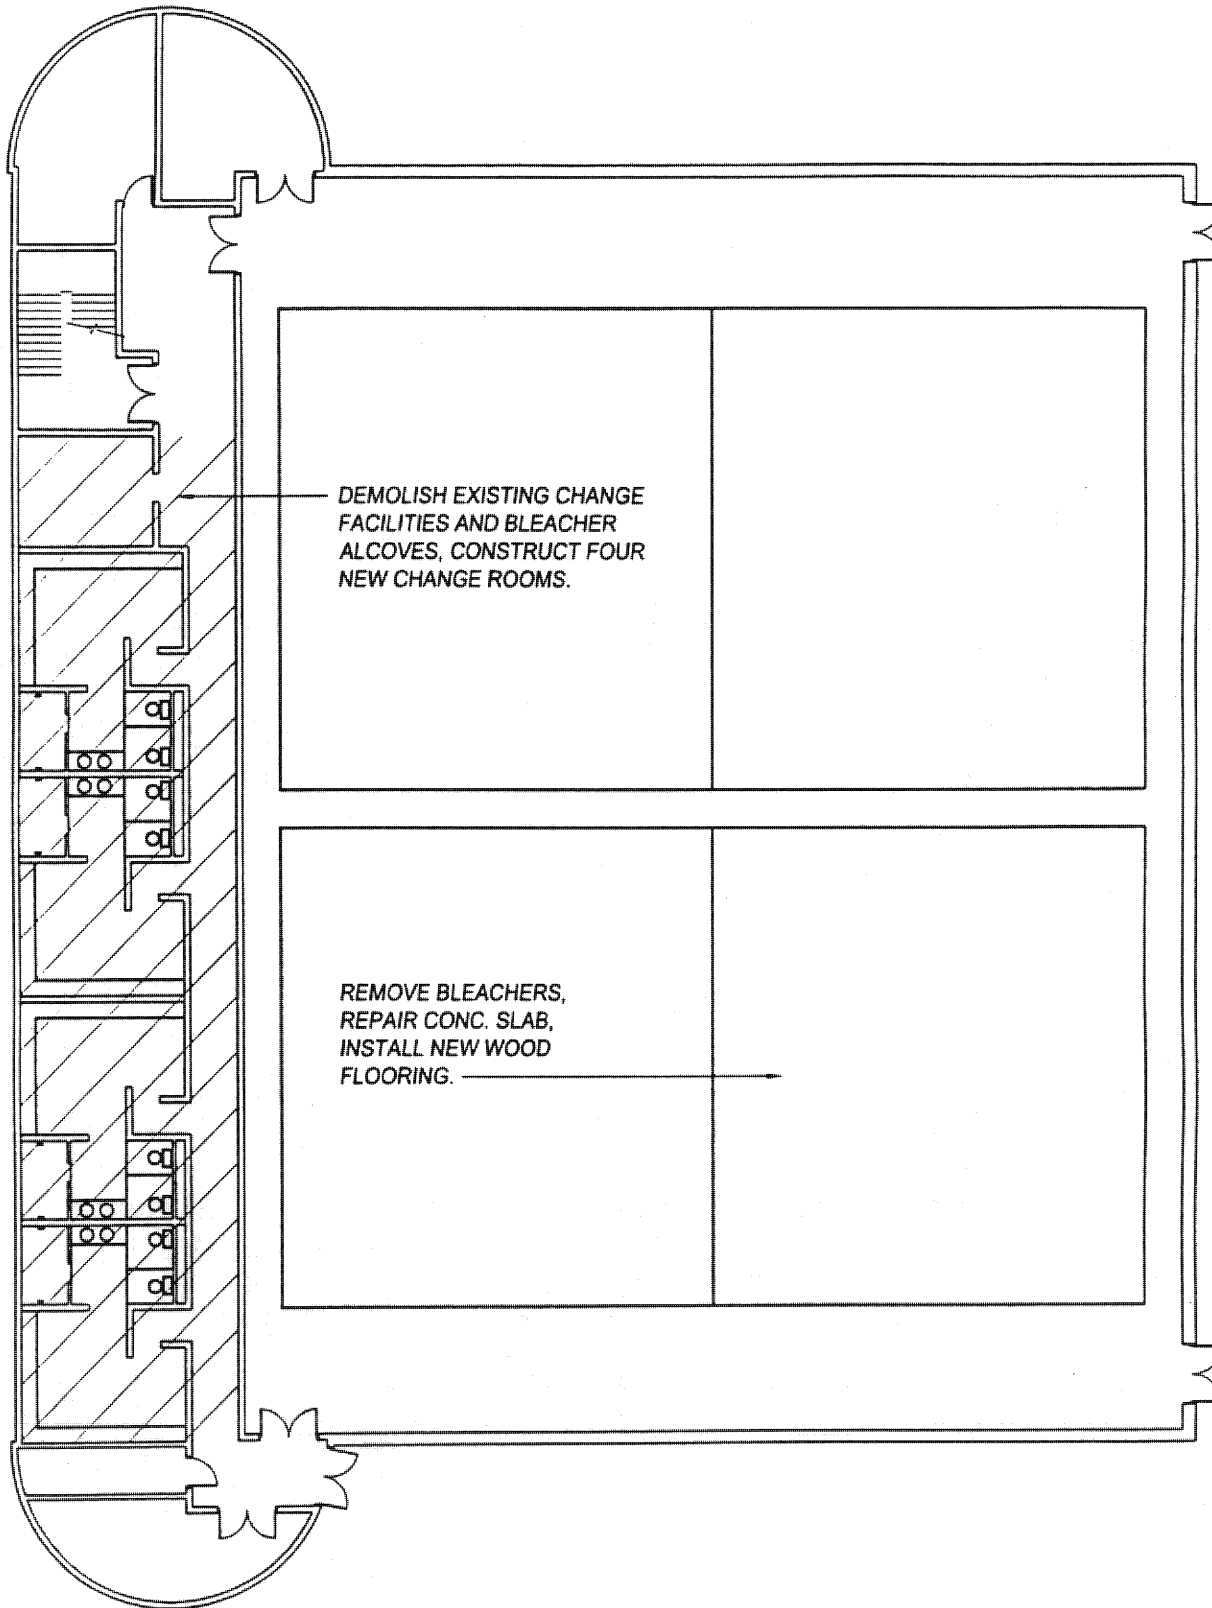 DEMOLISH EXISTING CHANGE
FACILITIES AND BLEACHER
ALCOVES, CONSTRUCT FOUR
NEW CHANGE ROOMS.
REMOVE BLEACHERS,
REPAIR CONC. SLAB,
INSTALL NEW WOOD
FLOORING.